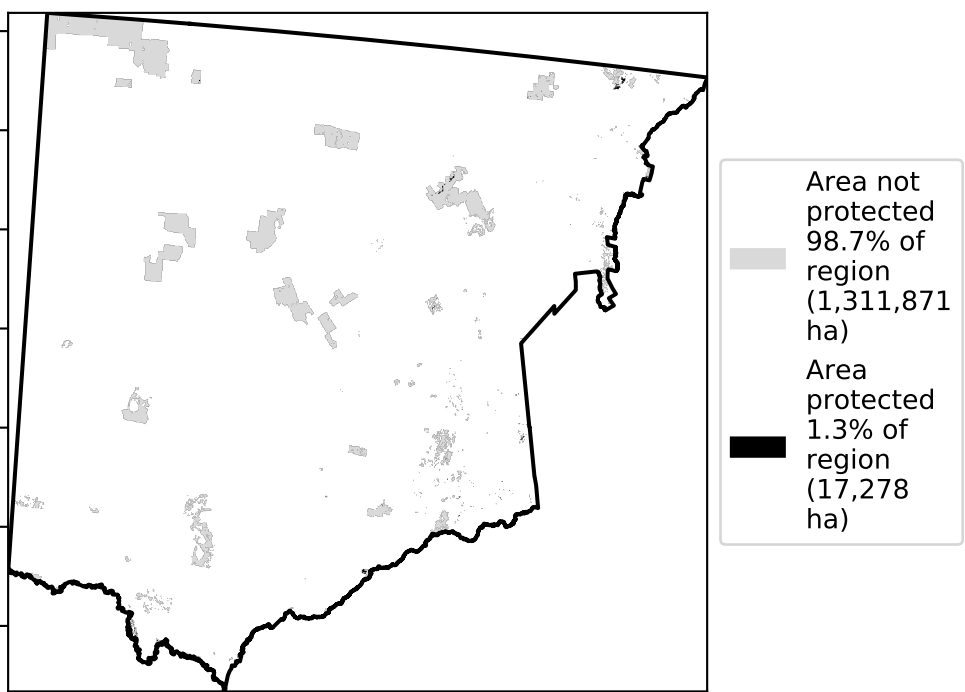 Area not
protected
98.7% of
region
(1,311,871
ha)
Area
protected
1.3% of
region
(17,278
ha)